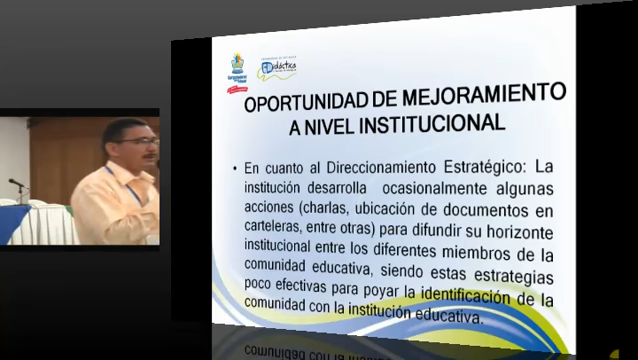 Didáctica
OPORTUNIDAD DE MEJORAMIENTO
A NIVEL INSTITUCIONAL
• En cuanto al Direccionamiento Estratégico: La
institución desarrolla ocasionalmente algunas
acciones (charlas, ubicación de documentos en
carteleras, entre otras) para difundir su horizonte
institucional entre los diferentes miembros de la
comunidad educativa, siendo estas estrategias
poco efectivas para poyar la identificación de la
comunidad con la institución educativa.